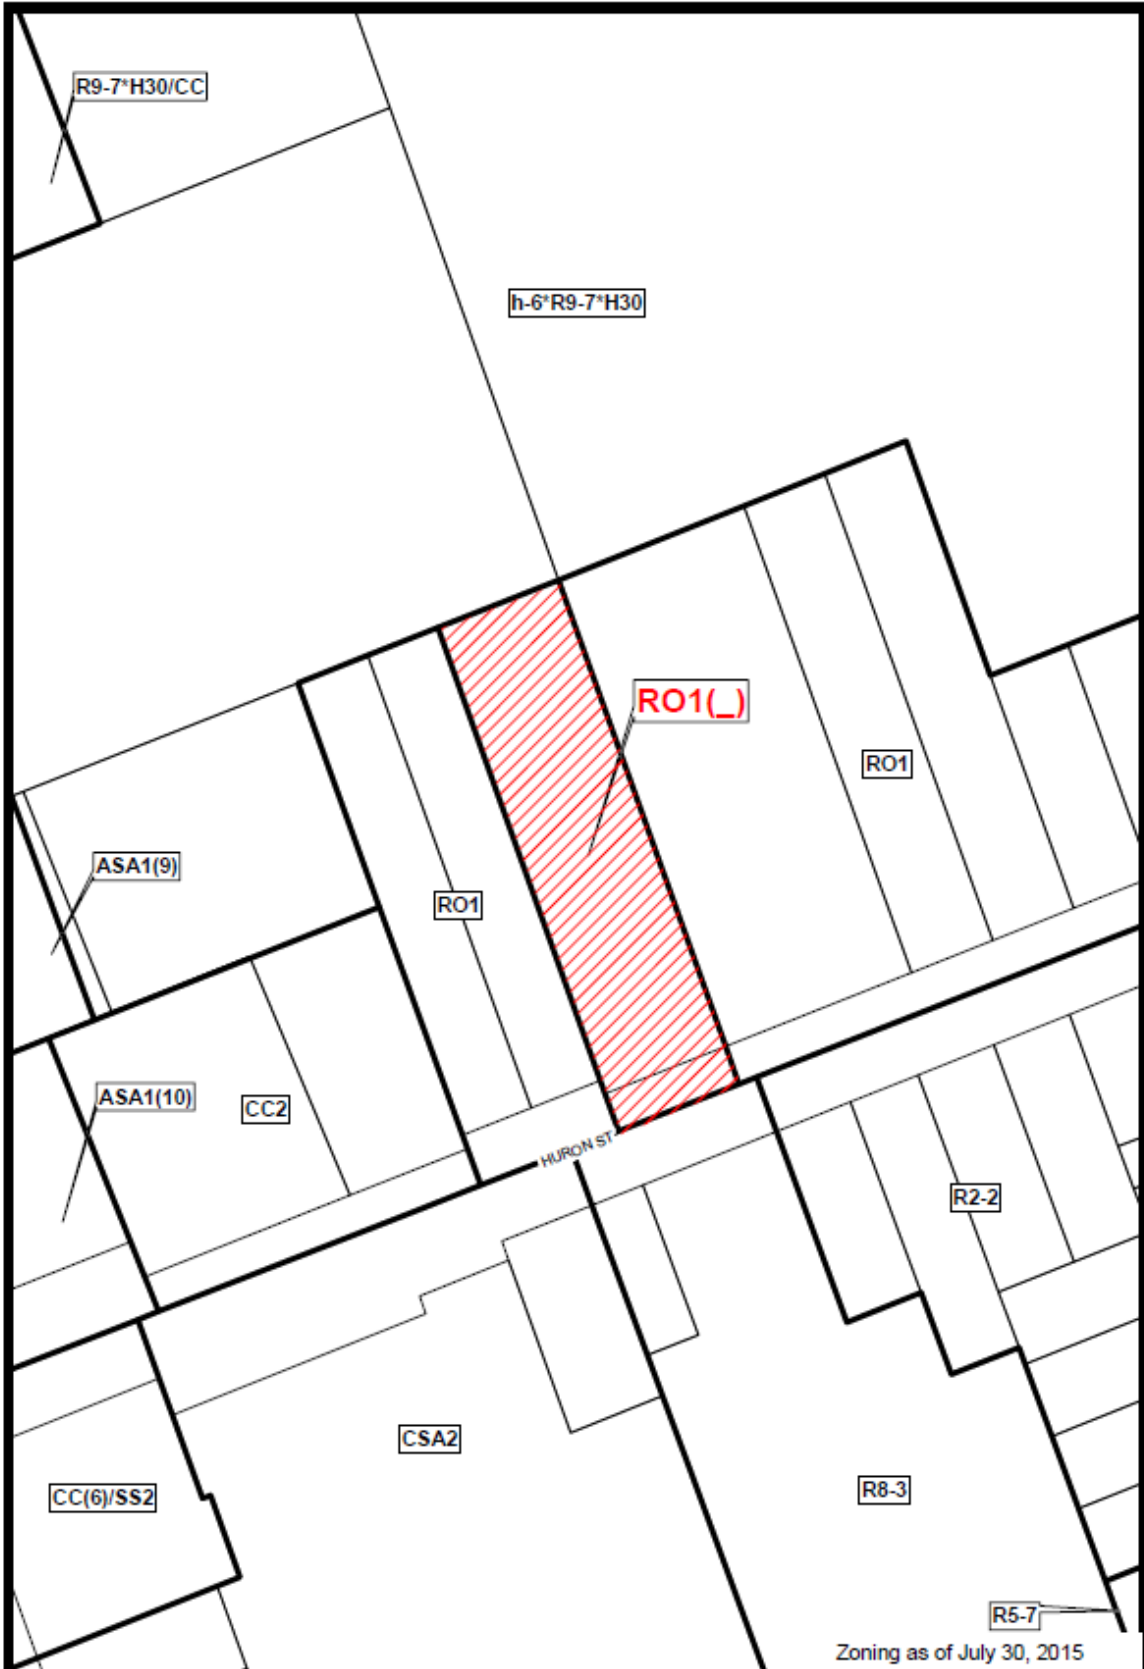 R9-7*H30/CC
h-6*R9-7*H30
RO1(_)
RO1
ASA1(9)
RO1
ASA1(10)
CC2
HURON ST
R2-2
CSA2
R8-3
CC(6)/SS2
R5-7
Zoning as of July 30, 2015